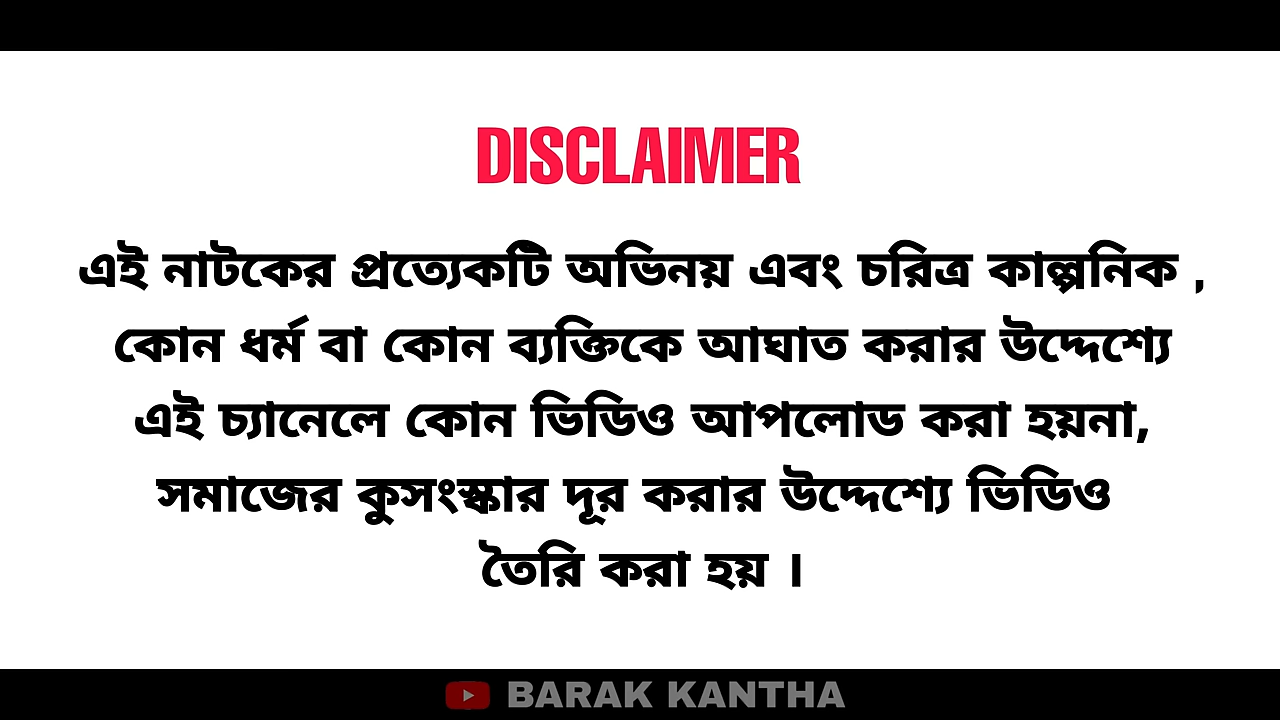 DISCLAIMER
এই নাটকের প্রত্যেকটি অভিনয় এবং চরিত্র কাল্পনিক ,
কোন ধর্ম বা কোন ব্যক্তিকে আঘাত করার উদ্দেশ্যে
এই চ্যানেলে কোন ভিডিও আপলোড করা হয়না,
সমাজের কুসংস্কার দূর করার উদ্দেশ্যে ভিডিও
তৈরি করা হয় ।
BARAK KANTHA